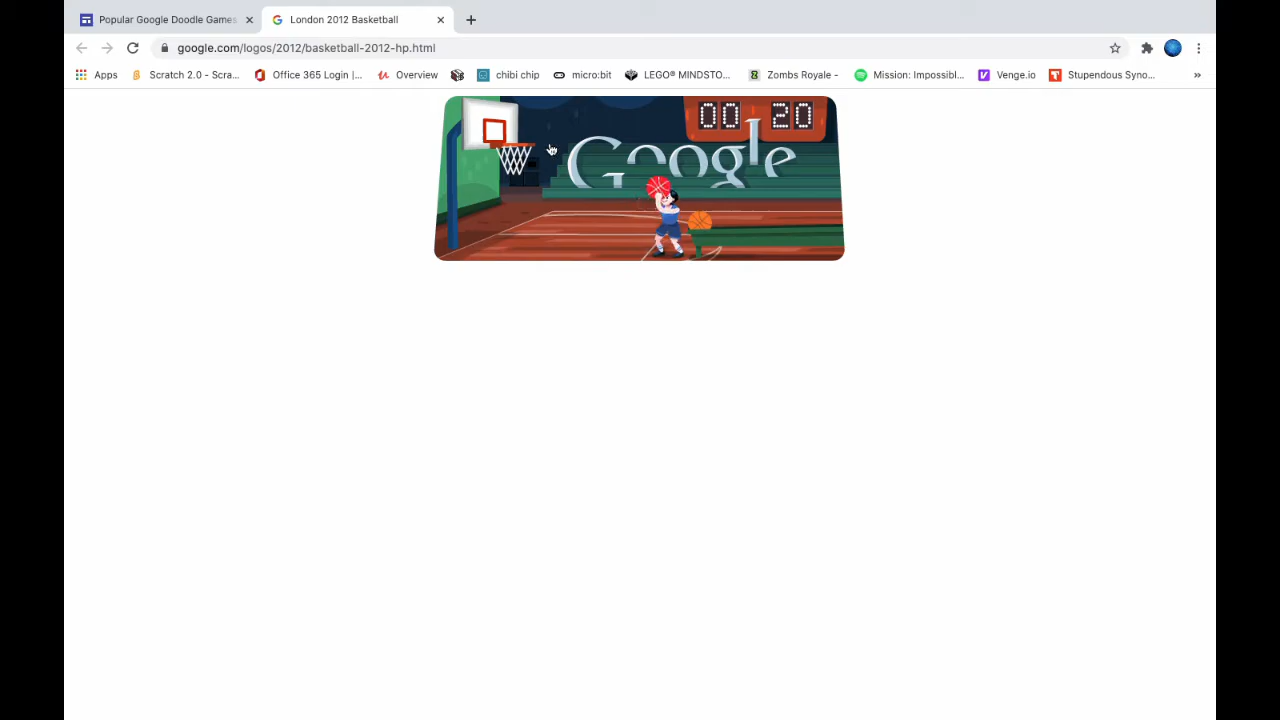 Popular Google Doodle Games
London 2012 Basketball
google.com/logos/2012/basketball-2012-hp.html
Apps
Scratch 2.0 - Scra...
Office 365 Login |...
Overview
chibi chip
micro:bit
LEGO® MINDSTO...
Zombs Royale -
Mission: Impossibl...
Venge.io
Stupendous Syno...
»
00 20
Google